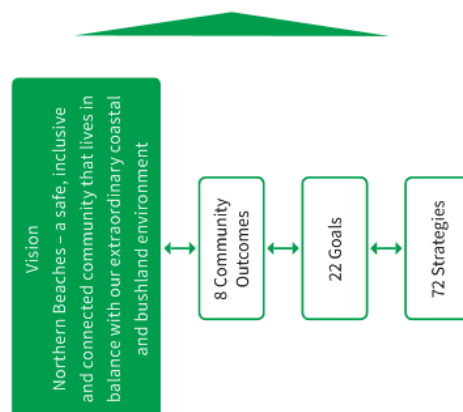 Vision
Northern Beaches – a safe, inclusive
and connected community that lives in
balance with our extraordinary coastal
and bushland environment
8 Community
Outcomes
22 Goals
72 Strategies